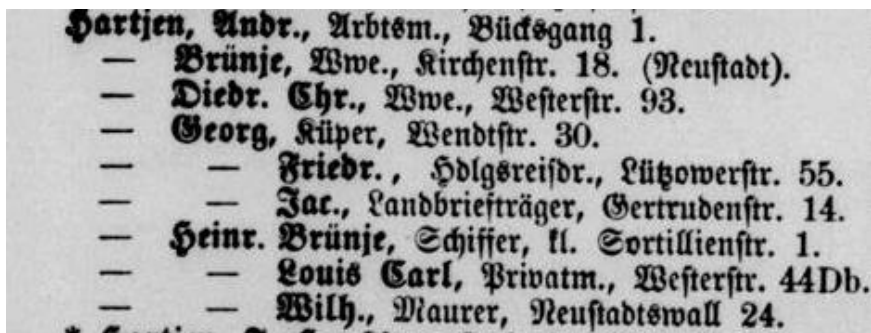 Hartjen, Andr., Arbtsm., Bücksgang 1.
— Brünje, Wwe., Kirchenstr. 18. (Neustadt).
— Diedr. Chr., Wwe., Westerstr. 93.
— Georg, Küper, Wendtstr. 30.
— — Friedr., Hdlgsreisdr., Lützowerstr. 55.
— — Jac., Landbriefträger, Gertrudenstr. 14.
— Heinr. Brünje, Schiffer, kl. Sortillienstr. 1.
— — Louis Carl, Privatm., Westerstr. 44Db.
— — Wilh., Maurer, Neustadtswall 24.